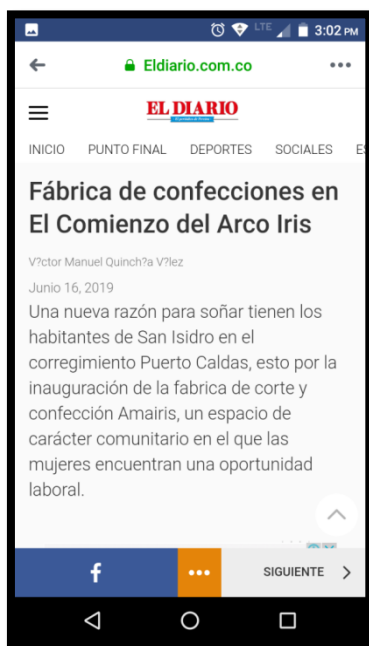 LTE 3:02 PM
Eldiario.com.co
EL DIARIO
INICIO PUNTO FINAL DEPORTES SOCIALES ES
Fábrica de confecciones en
El Comienzo del Arco Iris
V?ctor Manuel Quinch?a V?lez
Junio 16, 2019
Una nueva razón para soñar tienen los
habitantes de San Isidro en el
corregimiento Puerto Caldas, esto por la
inauguración de la fabrica de corte y
confección Amairis, un espacio de
carácter comunitario en el que las
mujeres encuentran una oportunidad
laboral.
SIGUIENTE